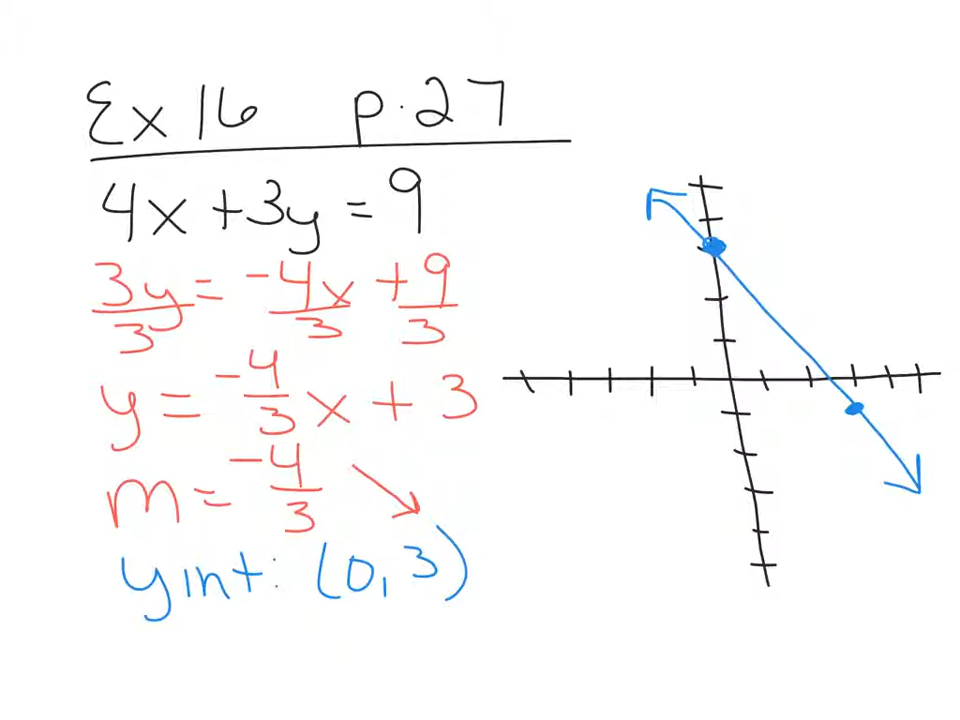 Ex 16 p.27
4x + 3y = 9
3y/3 = -4x/3 + 9/3
y = -4/3 x + 3
m = -4/3 ↘
y int: (0, 3)